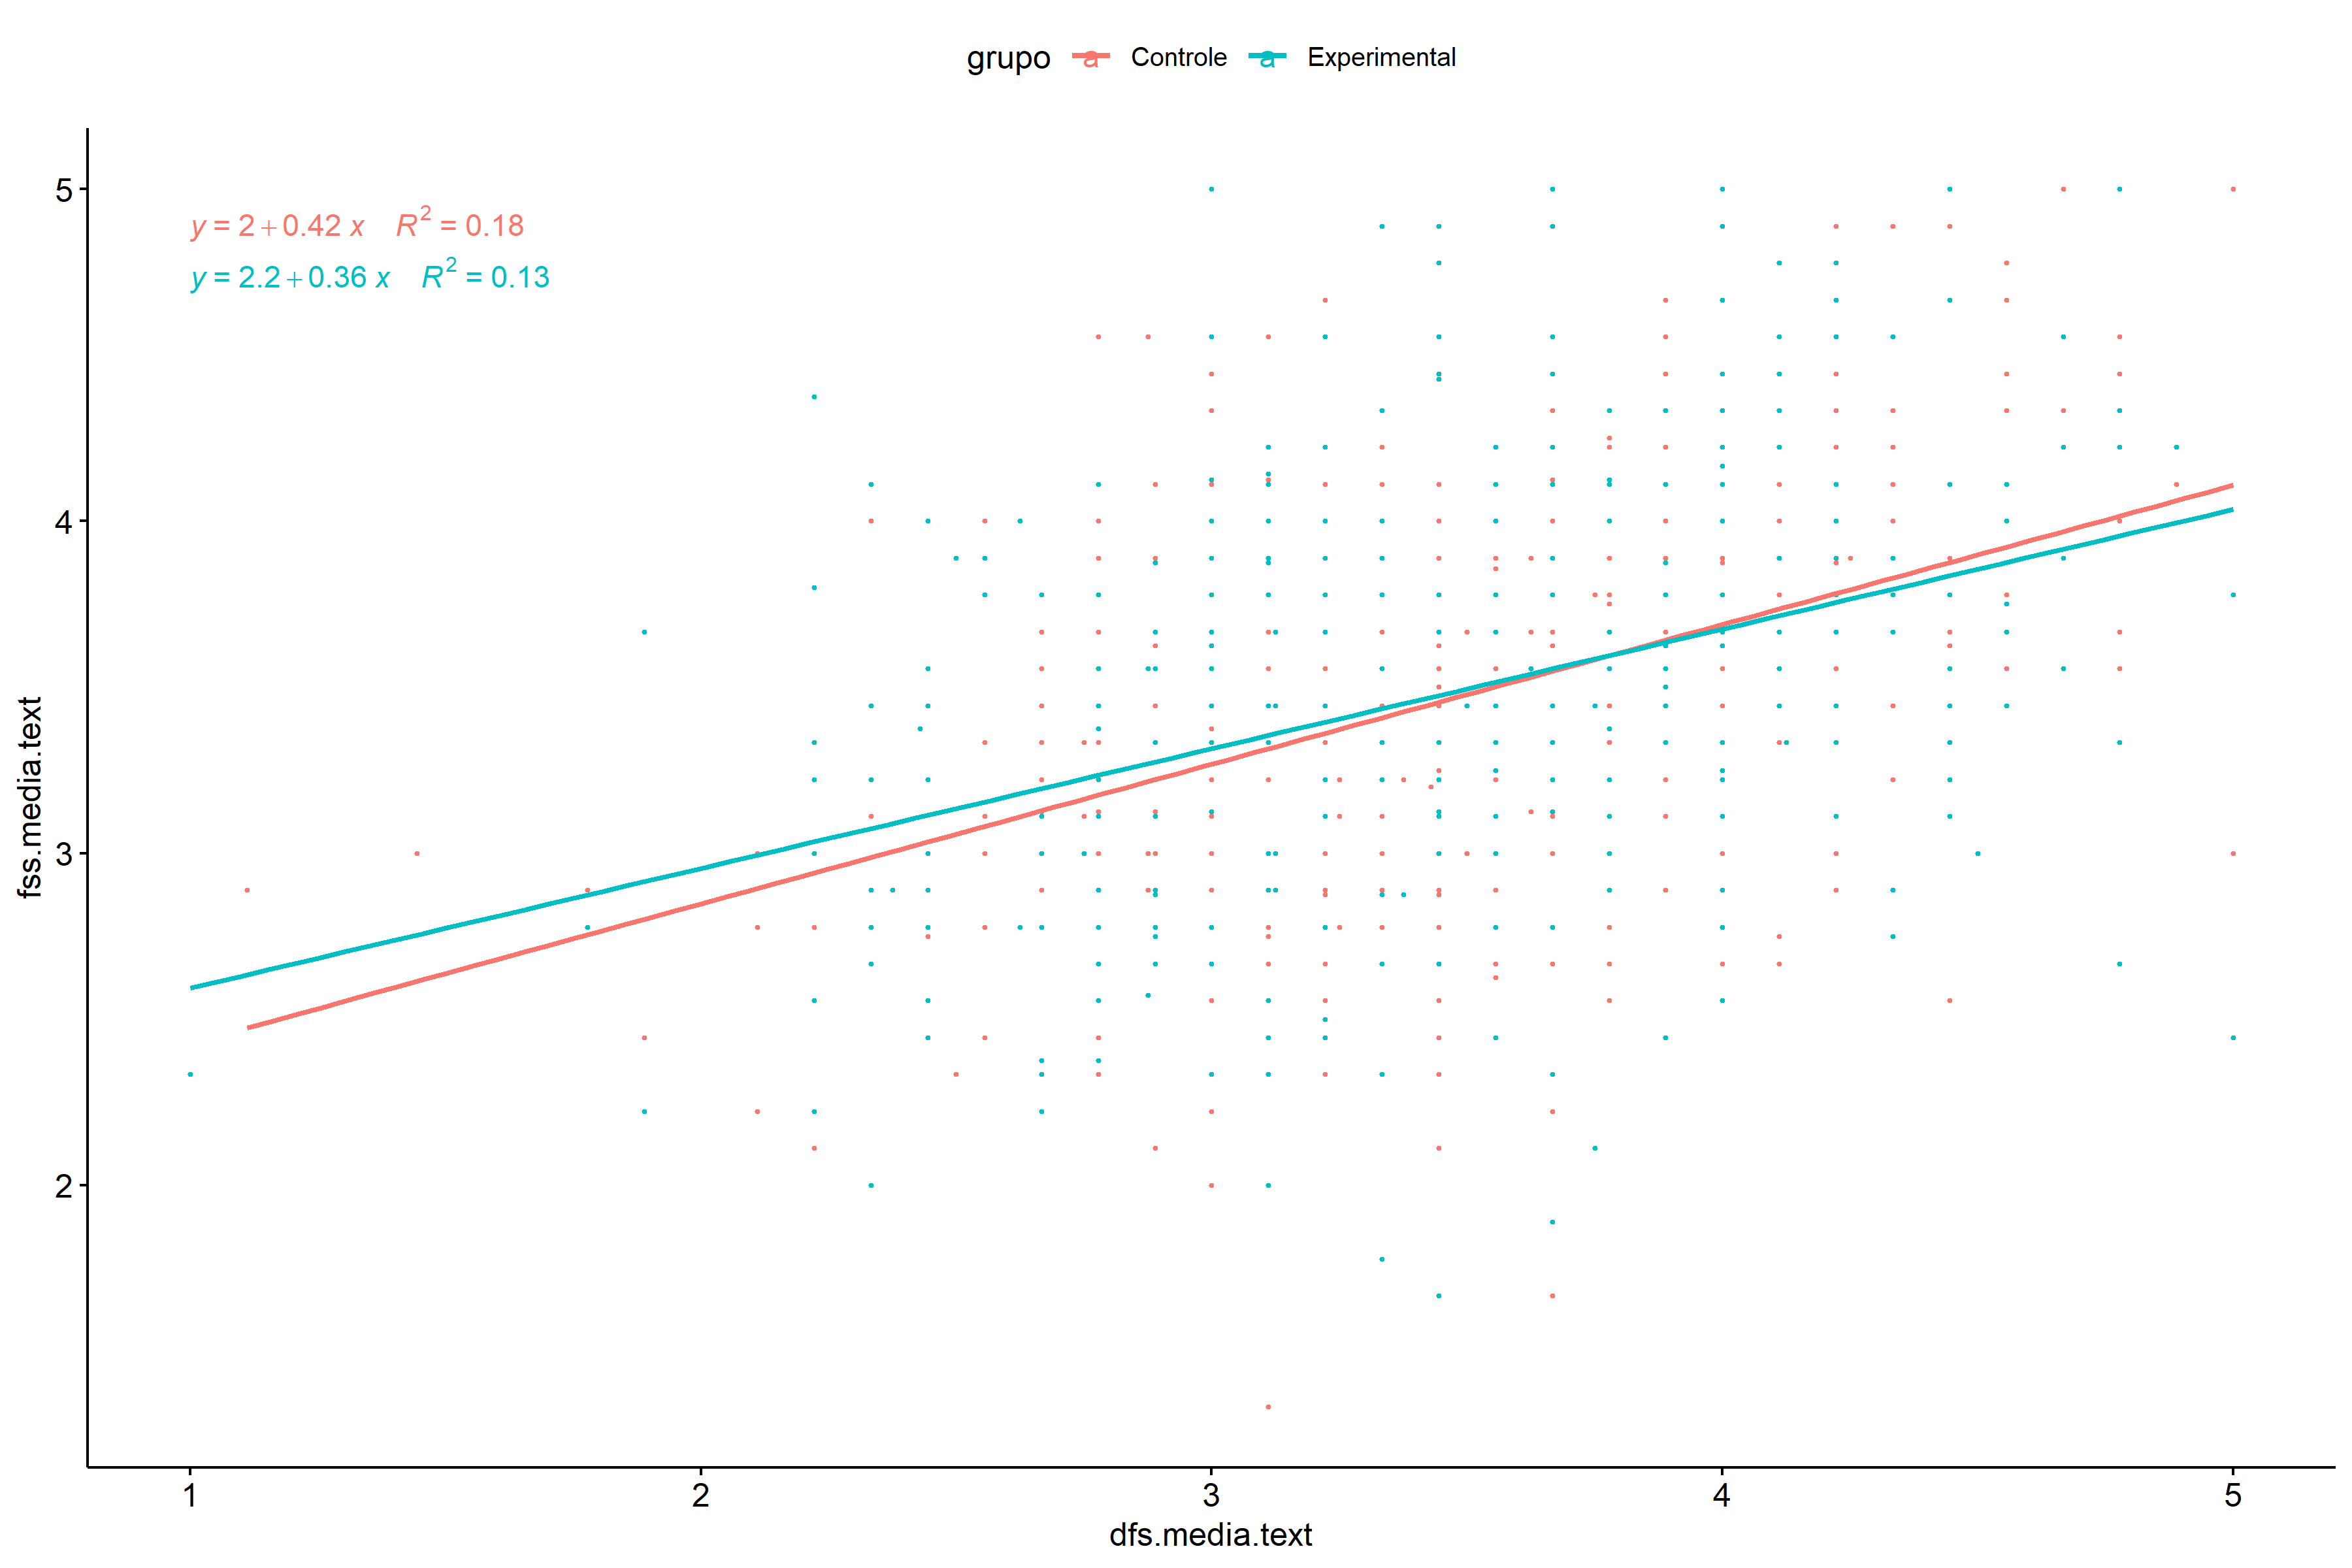 grupo a Controle a Experimental
5
y = 2 + 0.42 x R² = 0.18
y = 2.2 + 0.36 x R² = 0.13
4
3
2
fss.media.text
1 2 3 4 5
dfs.media.text